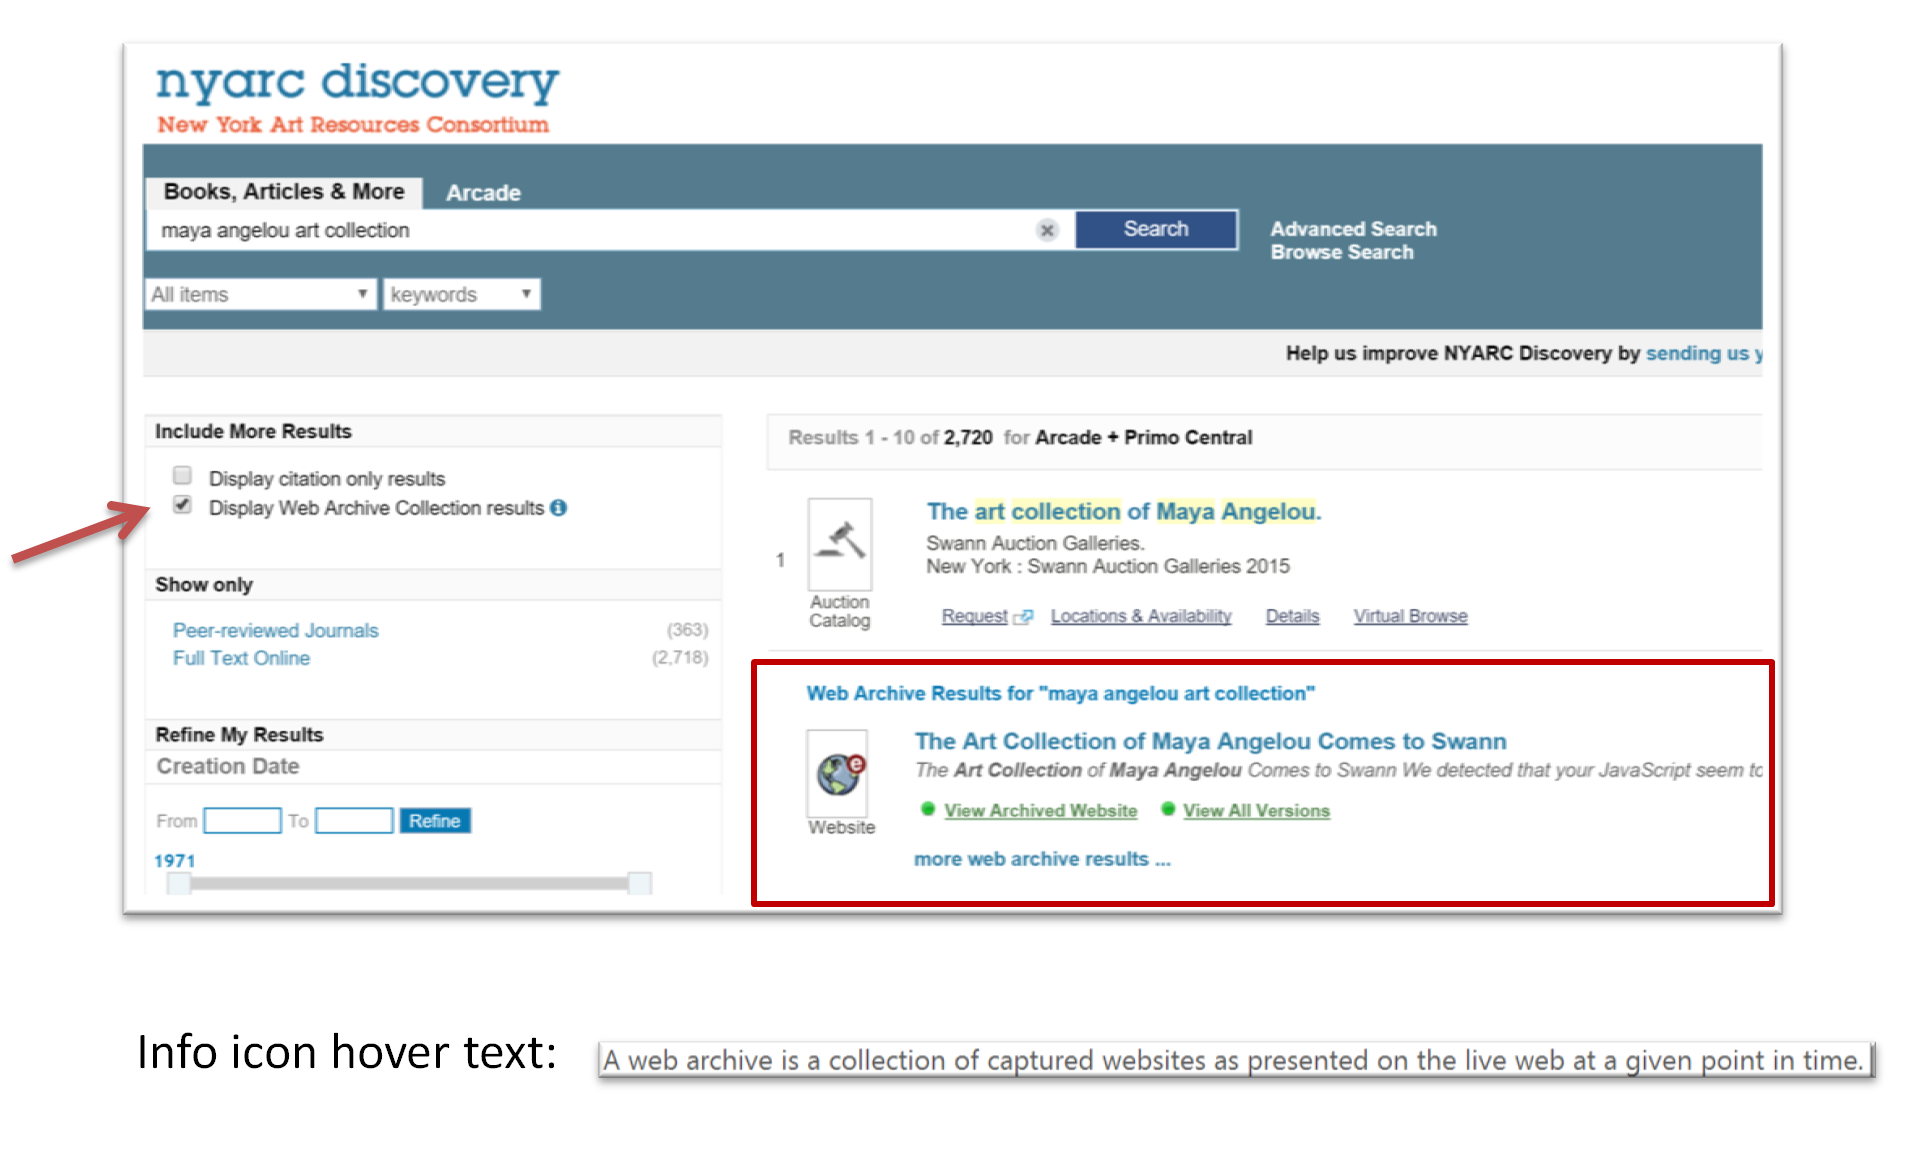 nyarc discovery
New York Art Resources Consortium
Books, Articles & More Arcade
maya angelou art collection Search
Advanced Search
Browse Search
All items keywords
Help us improve NYARC Discovery by sending us y
Include More Results
Display citation only results
Display Web Archive Collection results
Show only
Peer-reviewed Journals (363)
Full Text Online (2,718)
Refine My Results
Creation Date
From To Refine
1971
Results 1 - 10 of 2,720 for Arcade + Primo Central
1
Auction
Catalog
The art collection of Maya Angelou.
Swann Auction Galleries.
New York : Swann Auction Galleries 2015
Request Locations & Availability Details Virtual Browse
Web Archive Results for "maya angelou art collection"
e
Website
The Art Collection of Maya Angelou Comes to Swann
The Art Collection of Maya Angelou Comes to Swann We detected that your JavaScript seem to
View Archived Website View All Versions
more web archive results ...
Info icon hover text:
A web archive is a collection of captured websites as presented on the live web at a given point in time.